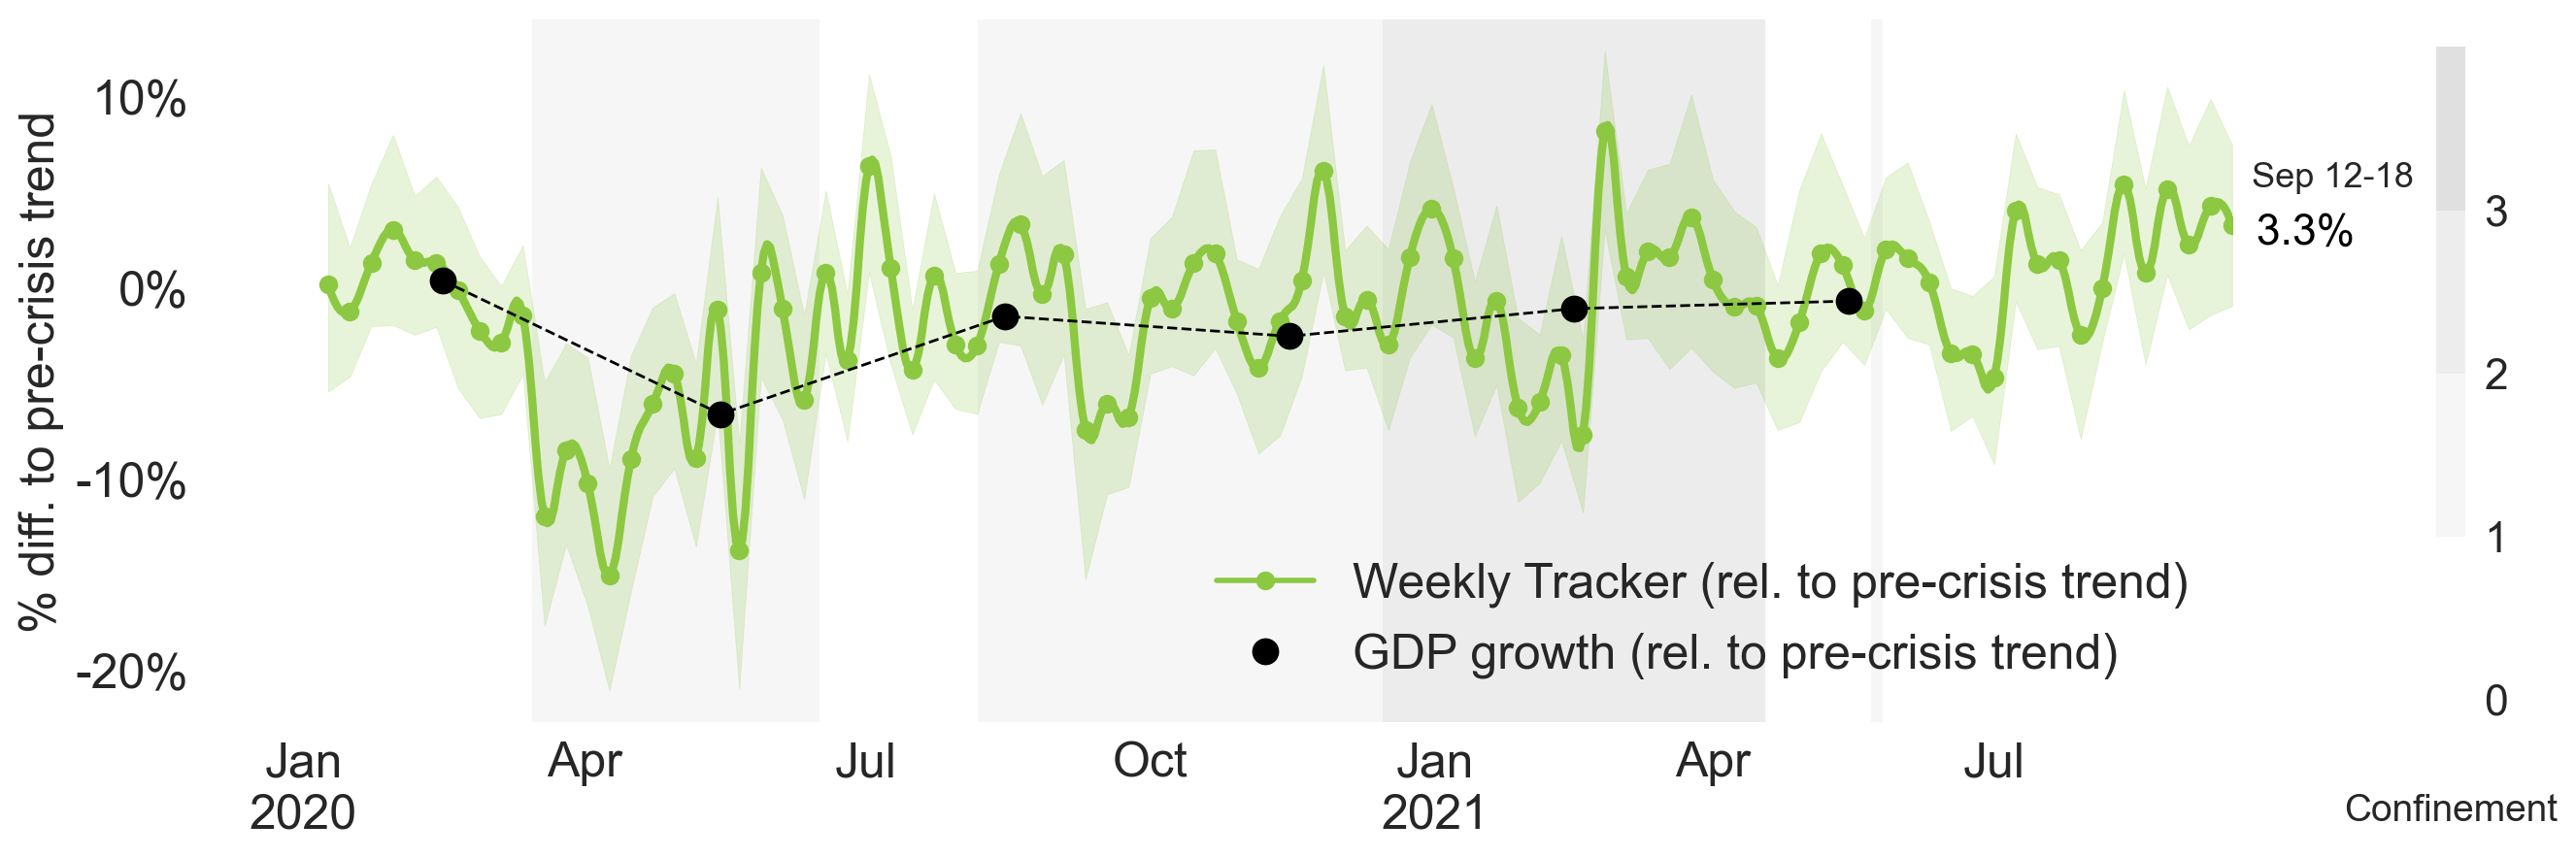 % diff. to pre-crisis trend
10%
0%
-10%
-20%
Sep 12-18
3.3%
Weekly Tracker (rel. to pre-crisis trend)
GDP growth (rel. to pre-crisis trend)
Jan
2020
Apr
Jul
Oct
Jan
2021
Apr
Jul
3
2
1
0
Confinement